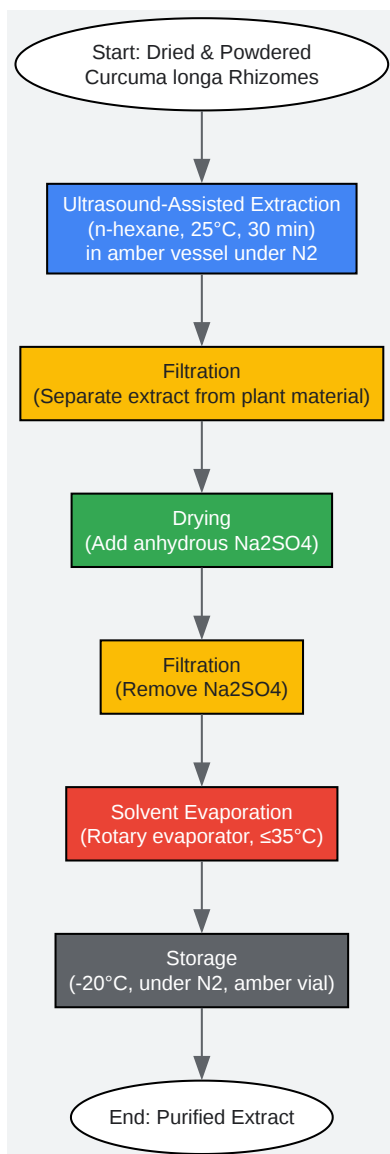 Start: Dried & Powdered
Curcuma longa Rhizomes
Ultrasound-Assisted Extraction
(n-hexane, 25°C, 30 min)
in amber vessel under N2
Filtration
(Separate extract from plant material)
Drying
(Add anhydrous Na2SO4)
Filtration
(Remove Na2SO4)
Solvent Evaporation
(Rotary evaporator, ≤35°C)
Storage
(-20°C, under N2, amber vial)
End: Purified Extract